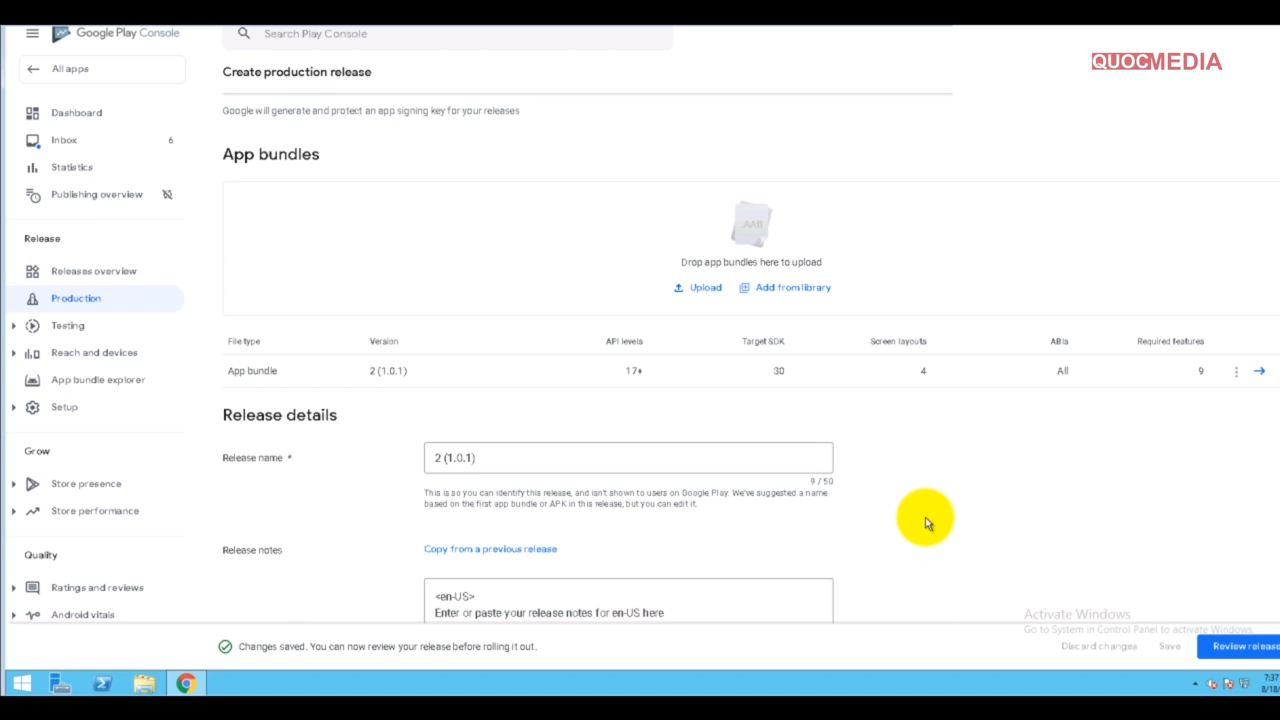 Google Play Console
Search Play Console
QUOCMEDIA
All apps
Create production release
Google will generate and protect an app signing key for your releases
Dashboard
Inbox 6
Statistics
Publishing overview
Release
Releases overview
Production
Testing
Reach and devices
App bundle explorer
Setup
Grow
Store presence
Store performance
Quality
Ratings and reviews
Android vitals
App bundles
.AAB
Drop app bundles here to upload
Upload Add from library
File type Version API levels Target SDK Screen layouts ABIs Required features
App bundle 2 (1.0.1) 17+ 30 4 All 9
Release details
Release name * 2 (1.0.1)
9 / 50
This is so you can identify this release, and isn't shown to users on Google Play. We've suggested a name
based on the first app bundle or APK in this release, but you can edit it.
Release notes Copy from a previous release
<en-US>
Enter or paste your release notes for en-US here
Activate Windows
Go to System in Control Panel to activate Windows.
Changes saved. You can now review your release before rolling it out.
Discard changes Save Review release
7:37
8/18/